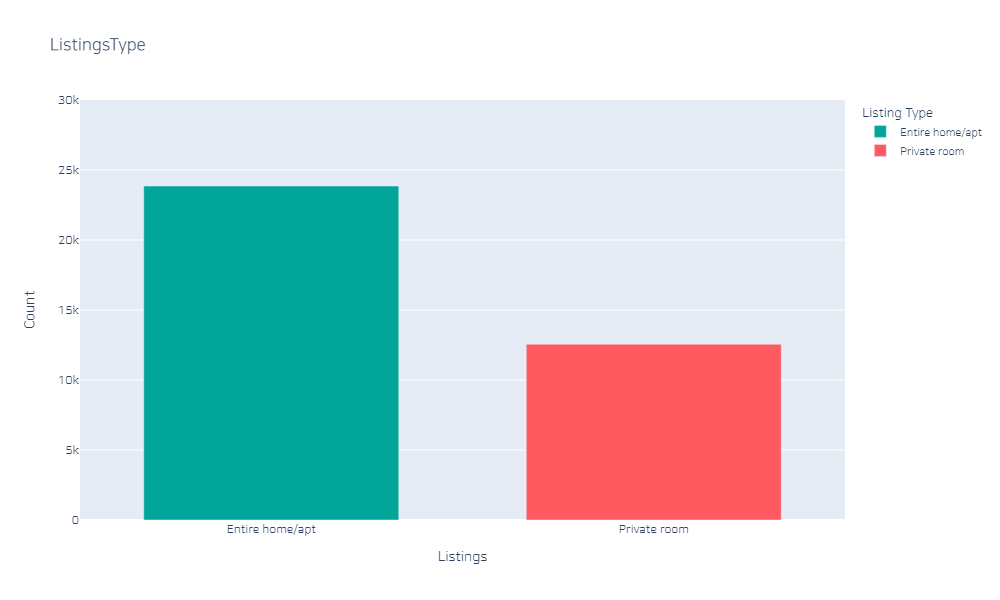 ListingsType
30k
25k
20k
15k
10k
5k
0
Count
Entire home/apt
Private room
Listings
Listing Type
Entire home/apt
Private room